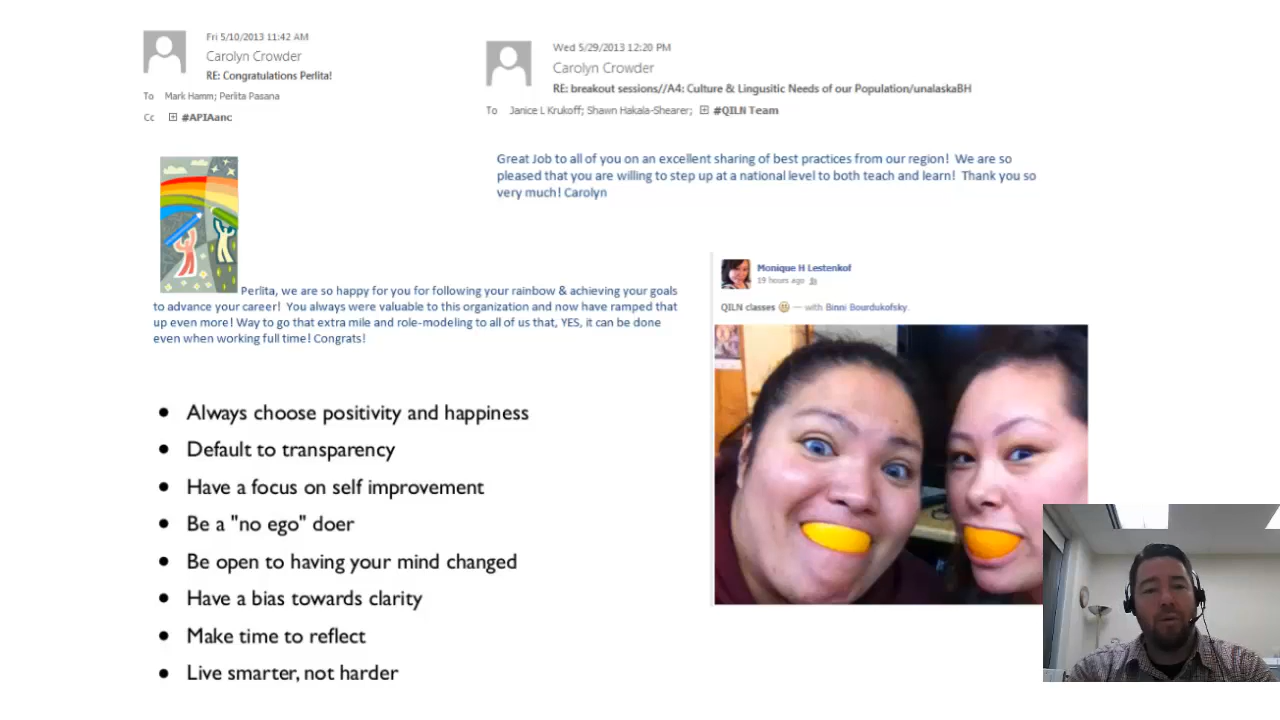 Fri 5/10/2013 11:42 AM
Carolyn Crowder
RE: Congratulations Perlita!
To Mark Hamm; Perlita Pasana
Cc #APIAanc
Perlita, we are so happy for you for following your rainbow & achieving your goals
to advance your career! You always were valuable to this organization and now have ramped that
up even more! Way to go that extra mile and role-modeling to all of us that, YES, it can be done
even when working full time! Congrats!
Wed 5/29/2013 12:20 PM
Carolyn Crowder
RE: breakout sessions//A4: Culture & Lingusitic Needs of our Population/unalaskaBH
To Janice L Krukoff; Shawn Hakala-Shearer; #QILN Team
Great Job to all of you on an excellent sharing of best practices from our region! We are so
pleased that you are willing to step up at a national level to both teach and learn! Thank you so
very much! Carolyn
Monique H Lestenkof
19 hours ago
QILN classes — with Binni Bourdukofsky.
• Always choose positivity and happiness
• Default to transparency
• Have a focus on self improvement
• Be a "no ego" doer
• Be open to having your mind changed
• Have a bias towards clarity
• Make time to reflect
• Live smarter, not harder